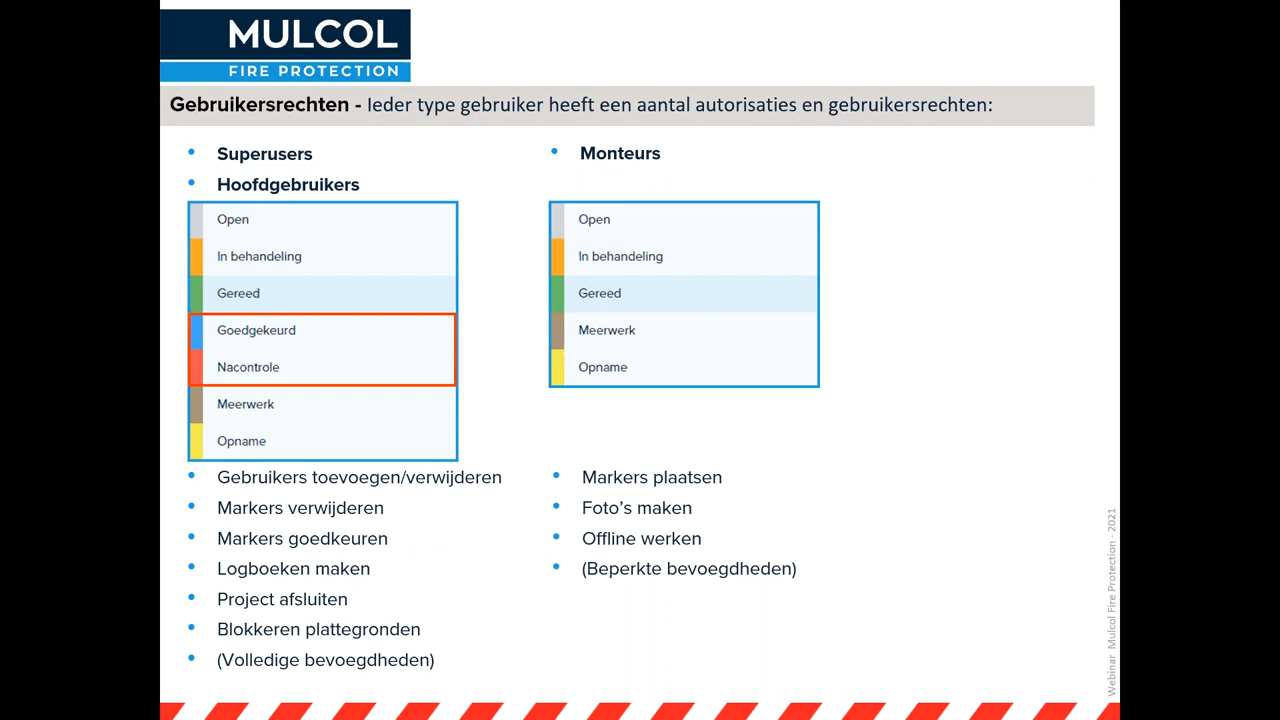 MULCOL
FIRE PROTECTION
Gebruikersrechten - Ieder type gebruiker heeft een aantal autorisaties en gebruikersrechten:
Superusers
Hoofdgebruikers
Open
In behandeling
Gereed
Goedgekeurd
Nacontrole
Meerwerk
Opname
Gebruikers toevoegen/verwijderen
Markers verwijderen
Markers goedkeuren
Logboeken maken
Project afsluiten
Blokkeren plattegronden
(Volledige bevoegdheden)
Monteurs
Open
In behandeling
Gereed
Meerwerk
Opname
Markers plaatsen
Foto's maken
Offline werken
(Beperkte bevoegdheden)
Webinar Mulcol Fire Protection - 2021